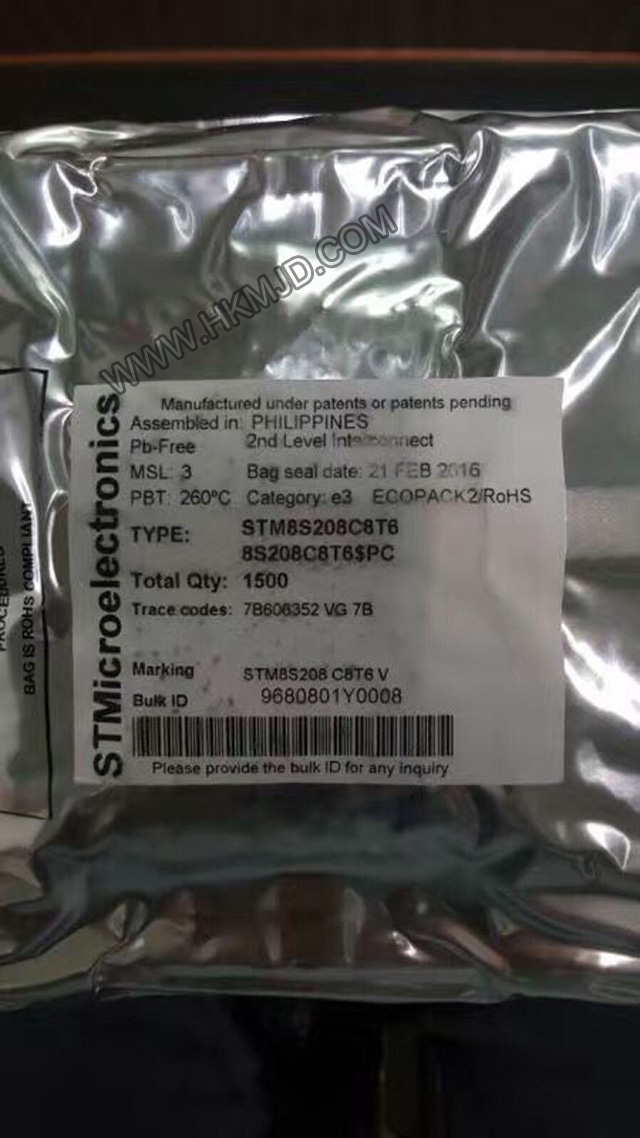 WWW.HKMJD.COM
STMicroelectronics
Manufactured under patents or patents pending
Assembled in: PHILIPPINES
Pb-Free 2nd Level Interconnect
MSL: 3 Bag seal date: 21 FEB 2016
PBT: 260°C Category: e3 ECOPACK2/RoHS
TYPE: STM8S208C8T6
8S208C8T6$PC
Total Qty: 1500
Trace codes: 7B606352 VG 7B
Marking STM8S208 C8T6 V
Bulk ID 9680801Y0008
Please provide the bulk ID for any inquiry
PROCEDURES
BAG IS ROHS COMPLIANT